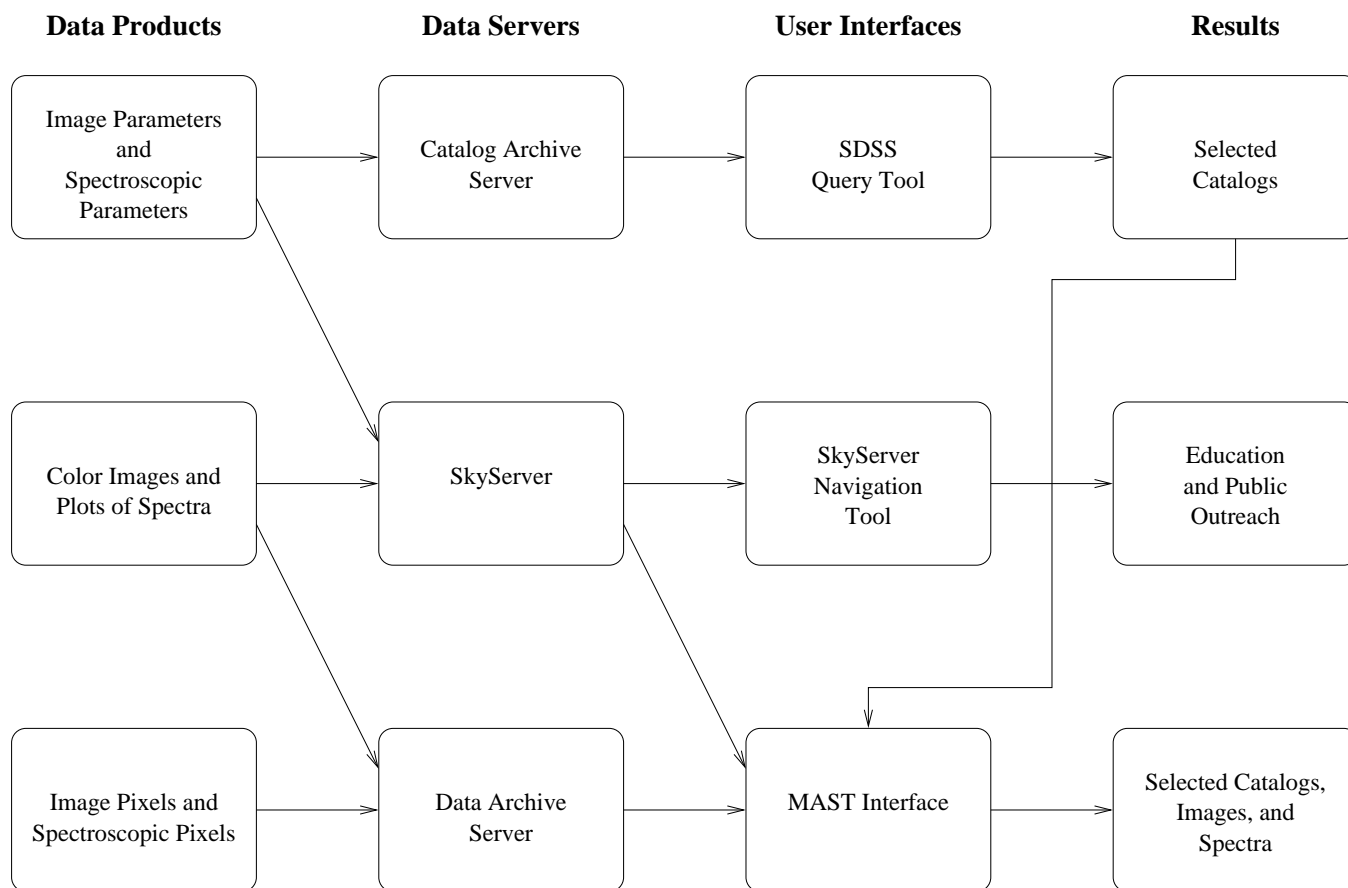 Data Products
Data Servers
User Interfaces
Results
Image Parameters
and
Spectroscopic
Parameters
Catalog Archive
Server
SDSS
Query Tool
Selected
Catalogs
Color Images and
Plots of Spectra
SkyServer
SkyServer
Navigation
Tool
Education
and Public
Outreach
Image Pixels and
Spectroscopic Pixels
Data Archive
Server
MAST Interface
Selected Catalogs,
Images, and
Spectra